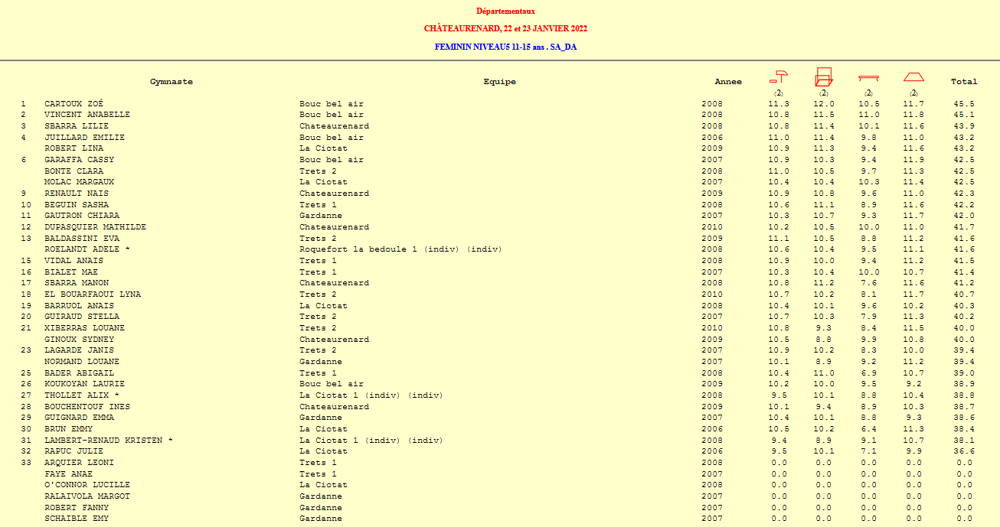 Départementaux
CHÂTEAURENARD, 22 et 23 JANVIER 2022
FEMININ NIVEAU5 11-15 ans . SA_DA
Gymnaste Equipe Annee Total
(2) (2) (2) (2)
1 CARTOUX ZOÉ Bouc bel air 2008 11.3 12.0 10.5 11.7 45.5
2 VINCENT ANABELLE Bouc bel air 2008 10.8 11.5 11.0 11.8 45.1
3 SBARRA LILIE Chateaurenard 2008 10.8 11.4 10.1 11.6 43.9
4 JUILLARD EMILIE Bouc bel air 2006 11.0 11.4 9.8 11.0 43.2
ROBERT LINA La Ciotat 2009 10.9 11.3 9.4 11.6 43.2
6 GARAFFA CASSY Bouc bel air 2007 10.9 10.3 9.4 11.9 42.5
BONTE CLARA Trets 2 2008 11.0 10.5 9.7 11.3 42.5
MOLAC MARGAUX La Ciotat 2007 10.4 10.4 10.3 11.4 42.5
9 RENAULT NAIS Chateaurenard 2009 10.9 10.8 9.6 11.0 42.3
10 BEGUIN SASHA Trets 1 2008 10.6 11.1 8.9 11.6 42.2
11 GAUTRON CHIARA Gardanne 2007 10.3 10.7 9.3 11.7 42.0
12 DUPASQUIER MATHILDE Chateaurenard 2010 10.2 10.5 10.0 11.0 41.7
13 BALDASSINI EVA Trets 2 2009 11.1 10.5 8.8 11.2 41.6
ROELANDT ADELE * Roquefort la bedoule 1 (indiv) (indiv) 2008 10.6 10.4 9.5 11.1 41.6
15 VIDAL ANAIS Trets 1 2008 10.9 10.0 9.4 11.2 41.5
16 BIALET MAE Trets 1 2007 10.3 10.4 10.0 10.7 41.4
17 SBARRA MANON Chateaurenard 2008 10.8 11.2 7.6 11.6 41.2
18 EL BOUARFAOUI LYNA Trets 2 2010 10.7 10.2 8.1 11.7 40.7
19 BARRUOL ANAIS La Ciotat 2008 10.4 10.1 9.6 10.2 40.3
20 GUIRAUD STELLA Trets 2 2007 10.7 10.3 7.9 11.3 40.2
21 XIBERRAS LOUANE Trets 2 2010 10.8 9.3 8.4 11.5 40.0
GINOUX SYDNEY Chateaurenard 2009 10.5 8.8 9.9 10.8 40.0
23 LAGARDE JANIS Trets 2 2007 10.9 10.2 8.3 10.0 39.4
NORMAND LOUANE Gardanne 2007 10.1 8.9 9.2 11.2 39.4
25 BADER ABIGAIL Trets 1 2008 10.4 11.0 6.9 10.7 39.0
26 KOUKOYAN LAURIE Bouc bel air 2009 10.2 10.0 9.5 9.2 38.9
27 THOLLET ALIX * La Ciotat 1 (indiv) (indiv) 2008 9.5 10.1 8.8 10.4 38.8
28 BOUCHENTOUF INES Chateaurenard 2009 10.1 9.4 8.9 10.3 38.7
29 GUIGNARD EMMA Gardanne 2007 10.4 10.1 8.8 9.3 38.6
30 BRUN EMMY La Ciotat 2006 10.5 10.2 6.4 11.3 38.4
31 LAMBERT-RENAUD KRISTEN * La Ciotat 1 (indiv) (indiv) 2008 9.4 8.9 9.1 10.7 38.1
32 RAPUC JULIE La Ciotat 2006 9.5 10.1 7.1 9.9 36.6
33 ARQUIER LEONI Trets 1 2008 0.0 0.0 0.0 0.0 0.0
FAYE ANAE Trets 1 2007 0.0 0.0 0.0 0.0 0.0
O'CONNOR LUCILLE La Ciotat 2008 0.0 0.0 0.0 0.0 0.0
RALAIVOLA MARGOT Gardanne 2007 0.0 0.0 0.0 0.0 0.0
ROBERT FANNY Gardanne 2007 0.0 0.0 0.0 0.0 0.0
SCHAIBLE EMY Gardanne 2007 0.0 0.0 0.0 0.0 0.0